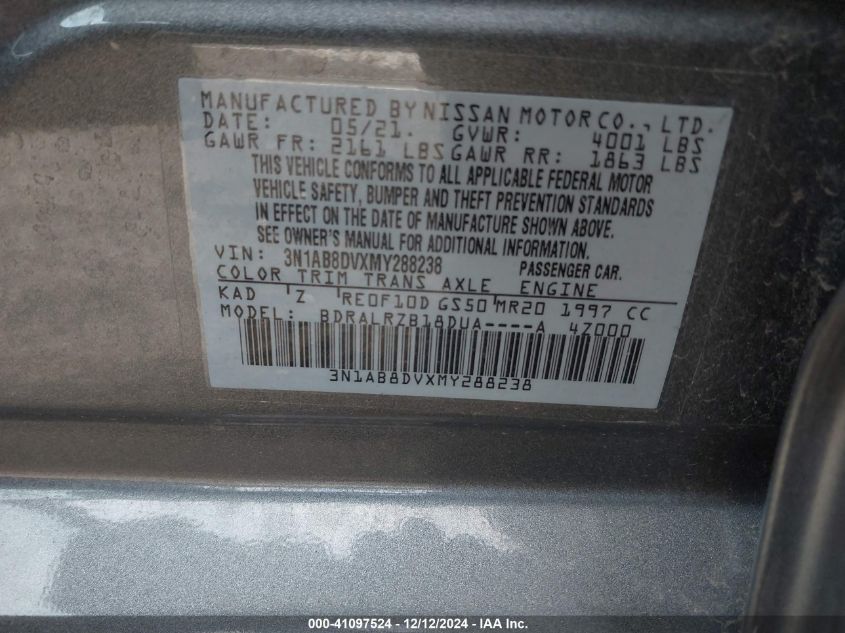 MANUFACTURED BY NISSAN MOTOR CO., LTD.
DATE: 05/21. GVWR: 4001 LBS
GAWR FR: 2161 LBS GAWR RR: 1863 LBS
THIS VEHICLE CONFORMS TO ALL APPLICABLE FEDERAL MOTOR
VEHICLE SAFETY, BUMPER AND THEFT PREVENTION STANDARDS
IN EFFECT ON THE DATE OF MANUFACTURE SHOWN ABOVE.
SEE OWNER'S MANUAL FOR ADDITIONAL INFORMATION.
VIN: 3N1AB8DVXMY288238 PASSENGER CAR.
COLOR TRIM TRANS AXLE ENGINE
KAD Z RE0F10D GS50 MR20 1997 CC
MODEL: BDRALRZB18DUA----A 4Z000
3N1AB8DVXMY288238
000-41097524 - 12/12/2024 - IAA Inc.